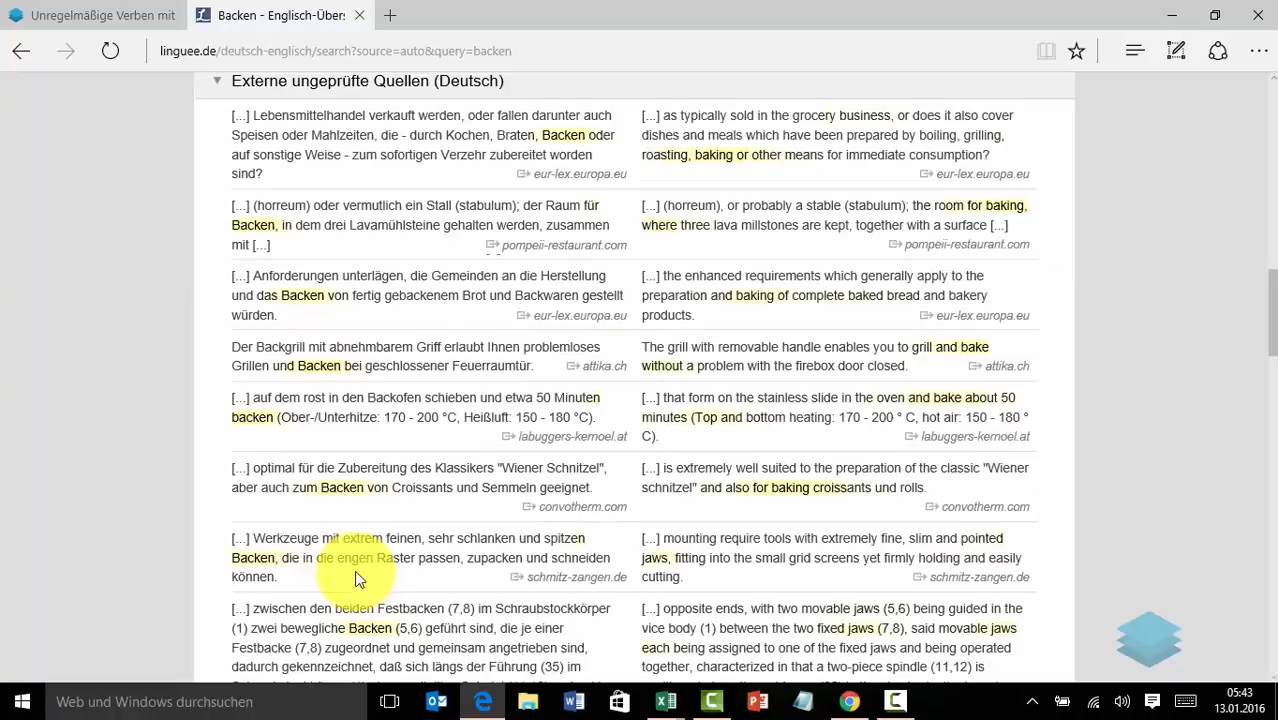 Unregelmäßige Verben mit
Backen - Englisch-Übers
linguee.de/deutsch-englisch/search?source=auto&query=backen
Externe ungeprüfte Quellen (Deutsch)
[...] Lebensmittelhandel verkauft werden, oder fallen darunter auch
Speisen oder Mahlzeiten, die - durch Kochen, Braten, Backen oder
auf sonstige Weise - zum sofortigen Verzehr zubereitet worden
sind?
eur-lex.europa.eu
[...] as typically sold in the grocery business, or does it also cover
dishes and meals which have been prepared by boiling, grilling,
roasting, baking or other means for immediate consumption?
eur-lex.europa.eu
[...] (horreum) oder vermutlich ein Stall (stabulum); der Raum für
Backen, in dem drei Lavamühlsteine gehalten werden, zusammen
mit [...]
pompeii-restaurant.com
[...] (horreum), or probably a stable (stabulum); the room for baking,
where three lava millstones are kept, together with a surface [...]
pompeii-restaurant.com
[...] Anforderungen unterlägen, die Gemeinden an die Herstellung
und das Backen von fertig gebackenem Brot und Backwaren gestellt
würden.
eur-lex.europa.eu
[...] the enhanced requirements which generally apply to the
preparation and baking of complete baked bread and bakery
products.
eur-lex.europa.eu
Der Backgrill mit abnehmbarem Griff erlaubt Ihnen problemloses
Grillen und Backen bei geschlossener Feuerraumtür.
attika.ch
The grill with removable handle enables you to grill and bake
without a problem with the firebox door closed.
attika.ch
[...] auf dem rost in den Backofen schieben und etwa 50 Minuten
backen (Ober-/Unterhitze: 170 - 200 °C, Heißluft: 150 - 180 °C).
labuggers-kernoel.at
[...] that form on the stainless slide in the oven and bake about 50
minutes (Top and bottom heating: 170 - 200 ° C, hot air: 150 - 180 °
C).
labuggers-kernoel.at
[...] optimal für die Zubereitung des Klassikers "Wiener Schnitzel",
aber auch zum Backen von Croissants und Semmeln geeignet.
convotherm.com
[...] is extremely well suited to the preparation of the classic "Wiener
schnitzel" and also for baking croissants und rolls.
convotherm.com
[...] Werkzeuge mit extrem feinen, sehr schlanken und spitzen
Backen, die in die engen Raster passen, zupacken und schneiden
können.
schmitz-zangen.de
[...] mounting require tools with extremely fine, slim and pointed
jaws, fitting into the small grid screens yet firmly holding and easily
cutting.
schmitz-zangen.de
[...] zwischen den beiden Festbacken (7,8) im Schraubstockkörper
(1) zwei bewegliche Backen (5,6) geführt sind, die je einer
Festbacke (7,8) zugeordnet und gemeinsam angetrieben sind,
dadurch gekennzeichnet, daß sich längs der Führung (35) im
[...] opposite ends, with two movable jaws (5,6) being guided in the
vice body (1) between the two fixed jaws (7,8), said movable jaws
each being assigned to one of the fixed jaws and being operated
together, characterized in that a two-piece spindle (11,12) is
Web und Windows durchsuchen
05:43
13.01.2016